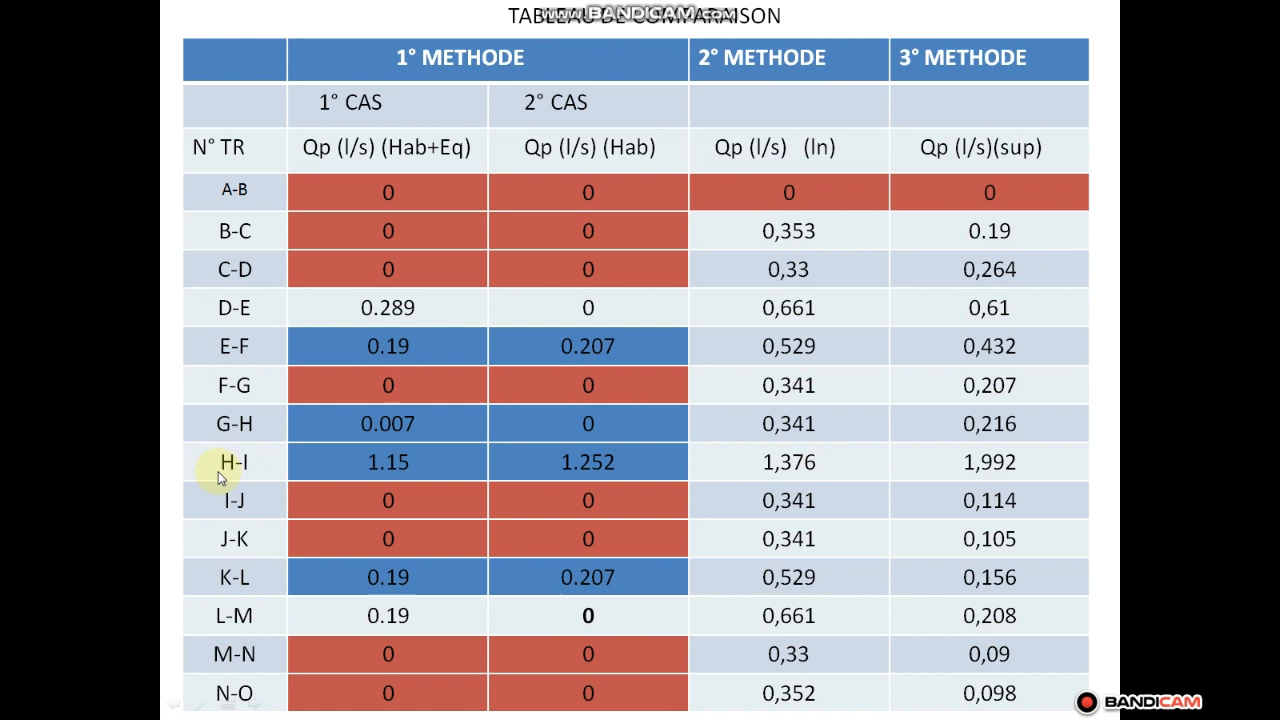 TABLEAU DE COMPARAISON
www.BANDICAM.com
1° METHODE 2° METHODE 3° METHODE
1° CAS 2° CAS
N° TR Qp (l/s) (Hab+Eq) Qp (l/s) (Hab) Qp (l/s) (ln) Qp (l/s)(sup)
A-B 0 0 0 0
B-C 0 0 0,353 0.19
C-D 0 0 0,33 0,264
D-E 0.289 0 0,661 0,61
E-F 0.19 0.207 0,529 0,432
F-G 0 0 0,341 0,207
G-H 0.007 0 0,341 0,216
H-I 1.15 1.252 1,376 1,992
I-J 0 0 0,341 0,114
J-K 0 0 0,341 0,105
K-L 0.19 0.207 0,529 0,156
L-M 0.19 0 0,661 0,208
M-N 0 0 0,33 0,09
N-O 0 0 0,352 0,098
BANDICAM